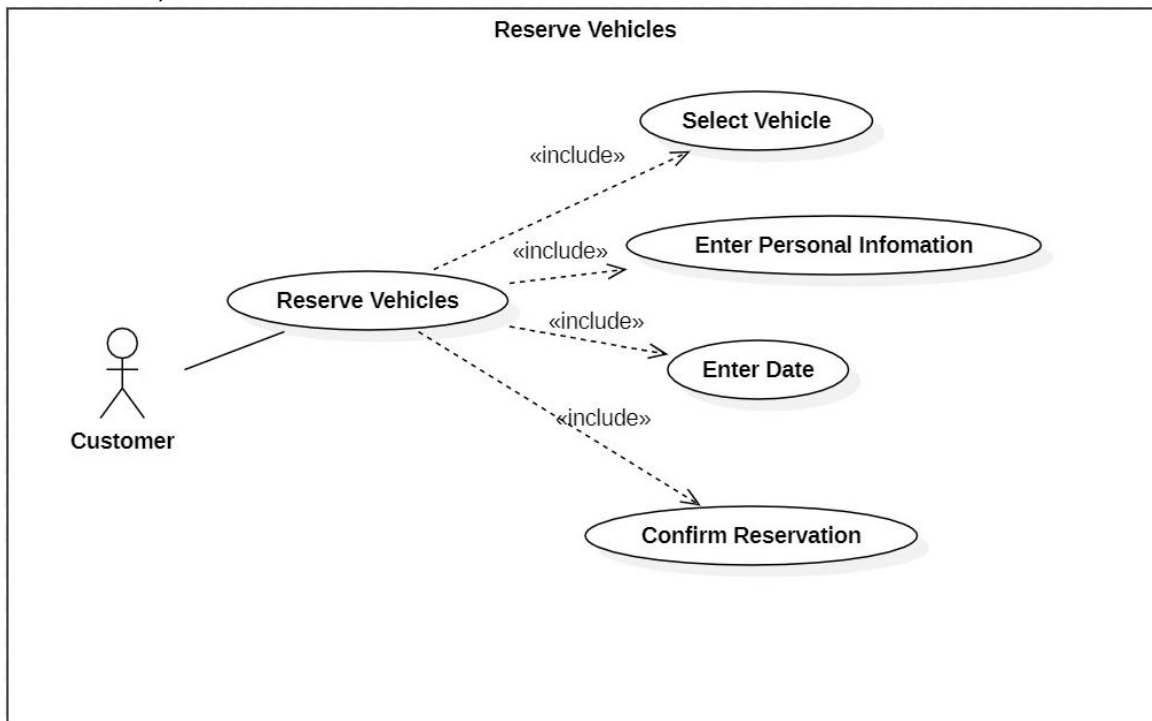 Reserve Vehicles
Select Vehicle
«include»
«include»
Enter Personal Infomation
Reserve Vehicles
«include»
Enter Date
«include»
Customer
Confirm Reservation